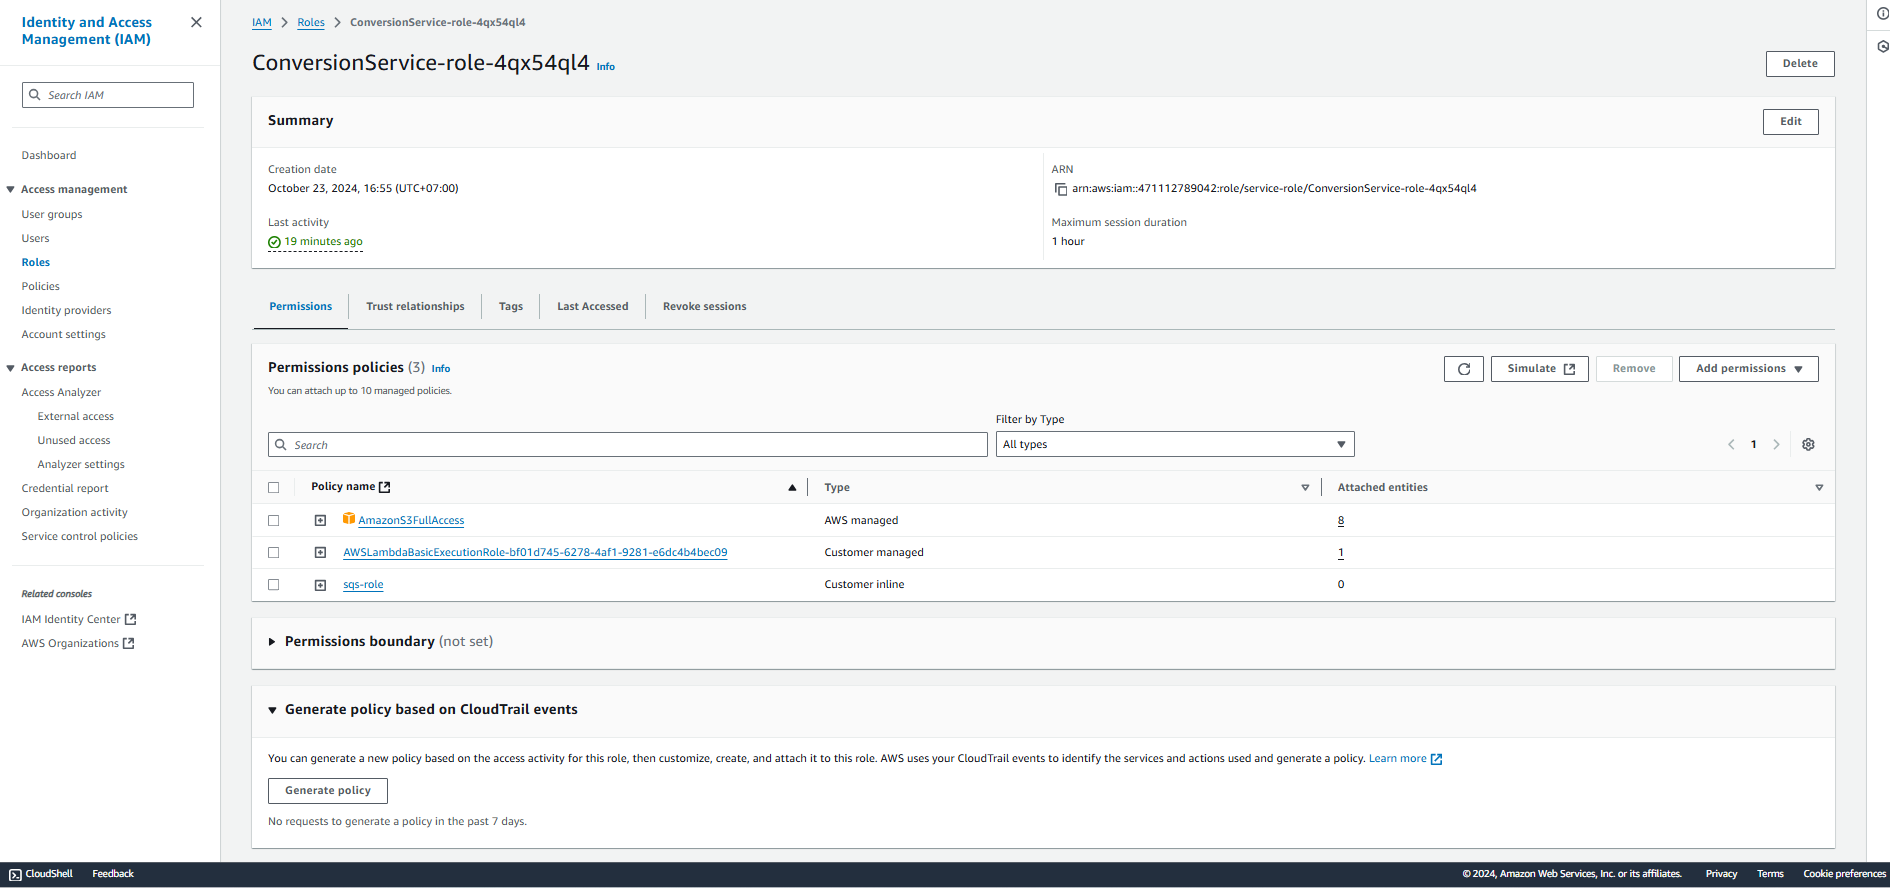 Identity and Access
Management (IAM)
Search IAM
Dashboard
Access management
User groups
Users
Roles
Policies
Identity providers
Account settings
Access reports
Access Analyzer
External access
Unused access
Analyzer settings
Credential report
Organization activity
Service control policies
Related consoles
IAM Identity Center
AWS Organizations
IAM > Roles > ConversionService-role-4qx54ql4
ConversionService-role-4qx54ql4 Info
Delete
Summary
Edit
Creation date
October 23, 2024, 16:55 (UTC+07:00)
Last activity
19 minutes ago
ARN
arn:aws:iam::471112789042:role/service-role/ConversionService-role-4qx54ql4
Maximum session duration
1 hour
Permissions Trust relationships Tags Last Accessed Revoke sessions
Permissions policies (3) Info
You can attach up to 10 managed policies.
Simulate Remove Add permissions
Filter by Type
Search All types 1
Policy name Type Attached entities
AmazonS3FullAccess AWS managed 8
AWSLambdaBasicExecutionRole-bf01d745-6278-4af1-9281-e6dc4b4bec09 Customer managed 1
sqs-role Customer inline 0
Permissions boundary (not set)
Generate policy based on CloudTrail events
You can generate a new policy based on the access activity for this role, then customize, create, and attach it to this role. AWS uses your CloudTrail events to identify the services and actions used and generate a policy. Learn more
Generate policy
No requests to generate a policy in the past 7 days.
CloudShell Feedback © 2024, Amazon Web Services, Inc. or its affiliates. Privacy Terms Cookie preferences